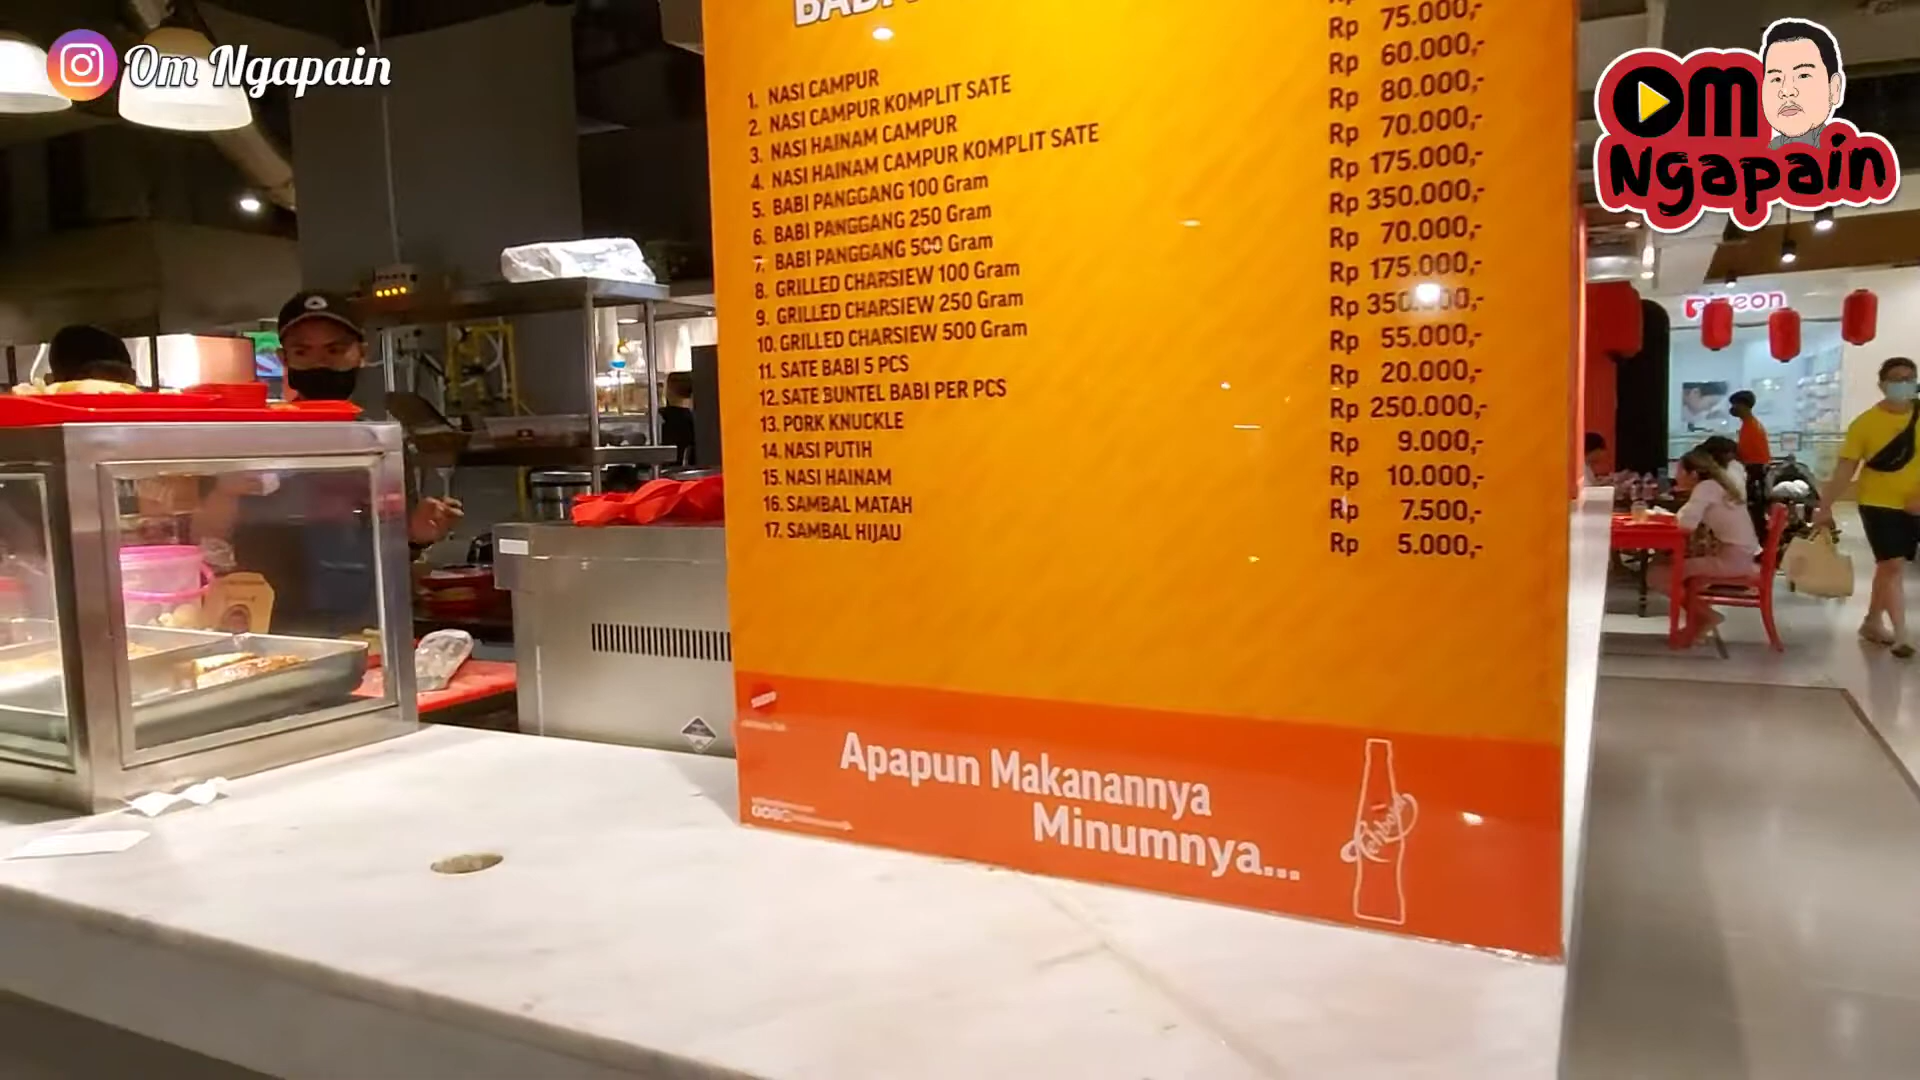 Om Ngapain
Om
Ngapain
BABI
1. NASI CAMPUR Rp
2. NASI CAMPUR KOMPLIT SATE Rp 75.000,-
3. NASI HAINAM CAMPUR Rp 60.000,-
4. NASI HAINAM CAMPUR KOMPLIT SATE Rp 80.000,-
5. BABI PANGGANG 100 Gram Rp 70.000,-
6. BABI PANGGANG 250 Gram Rp 175.000,-
7. BABI PANGGANG 500 Gram Rp 350.000,-
8. GRILLED CHARSIEW 100 Gram Rp 70.000,-
9. GRILLED CHARSIEW 250 Gram Rp 175.000,-
10. GRILLED CHARSIEW 500 Gram Rp 350.000,-
11. SATE BABI 5 PCS Rp 55.000,-
12. SATE BUNTEL BABI PER PCS Rp 20.000,-
13. PORK KNUCKLE Rp 250.000,-
14. NASI PUTIH Rp 9.000,-
15. NASI HAINAM Rp 10.000,-
16. SAMBAL MATAH Rp 7.500,-
17. SAMBAL HIJAU Rp 5.000,-
Apapun Makanannya
Minumnya...
Tehbotol